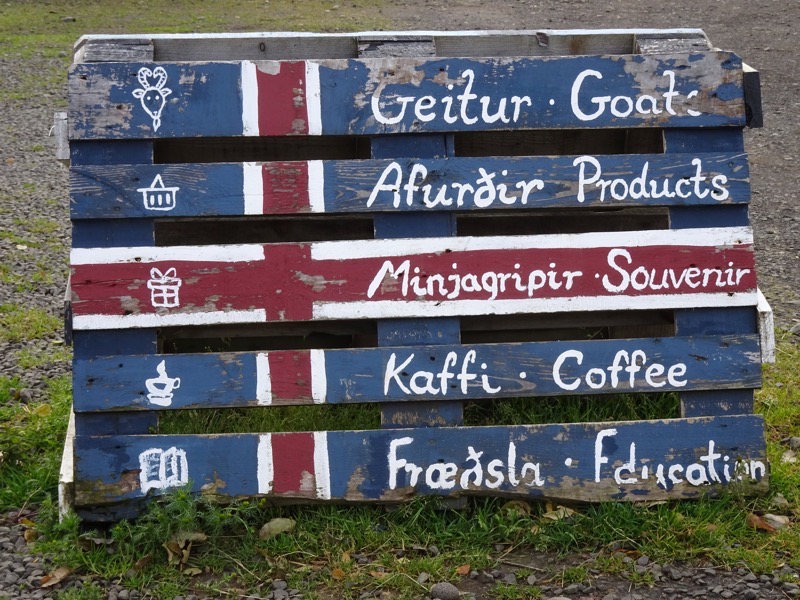 Geitur · Goats
Afurðir Products
Minjagripir · Souvenir
Kaffi · Coffee
Fræðsla · Education